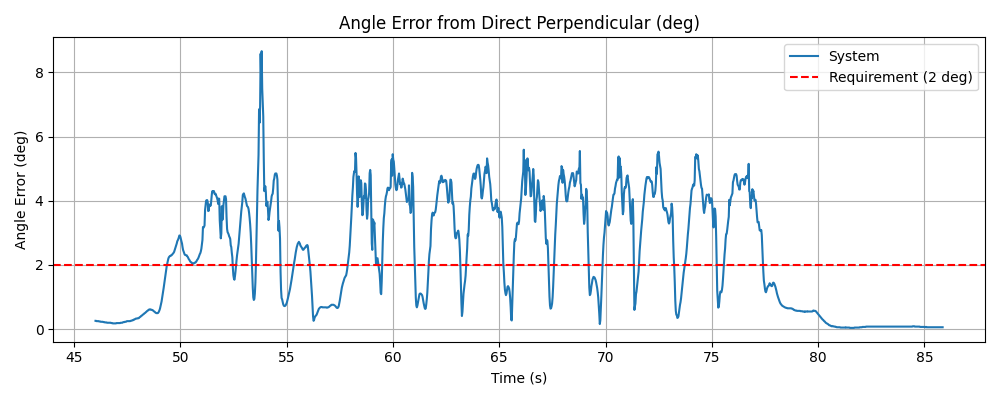 Angle Error from Direct Perpendicular (deg)
System
Requirement (2 deg)
Angle Error (deg)
8
6
4
2
0
45 50 55 60 65 70 75 80 85
Time (s)